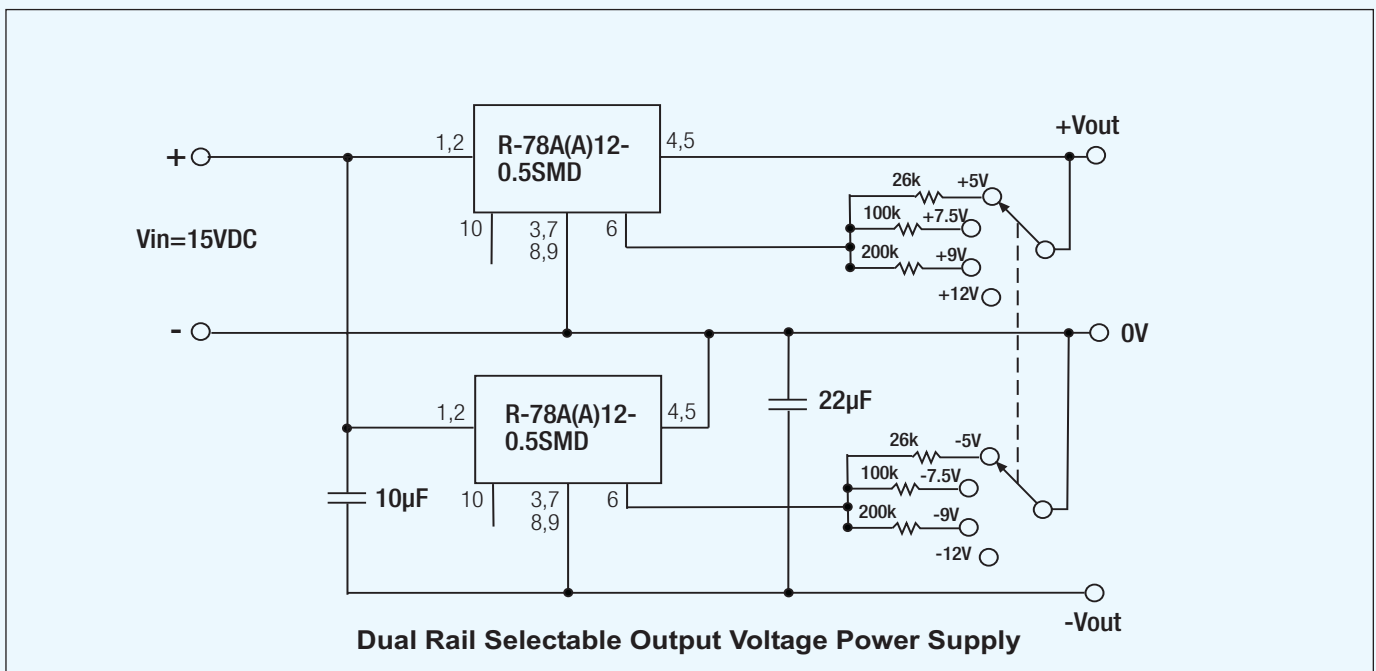 +Vout
1,2
R-78A(A)12-
0.5SMD
4,5
+
26k
+5V
100k
+7.5V
10
3,7
8,9
6
Vin=15VDC
200k
+9V
+12V
-
0V
1,2
R-78A(A)12-
0.5SMD
4,5
22µF
26k
-5V
100k
-7.5V
10µF
10
3,7
8,9
6
200k
-9V
-12V
-Vout
Dual Rail Selectable Output Voltage Power Supply